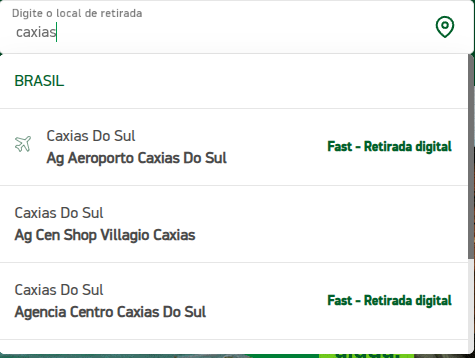 Digite o local de retirada
caxias
BRASIL
Caxias Do Sul
Ag Aeroporto Caxias Do Sul
Fast - Retirada digital
Caxias Do Sul
Ag Cen Shop Villagio Caxias
Caxias Do Sul
Agencia Centro Caxias Do Sul
Fast - Retirada digital